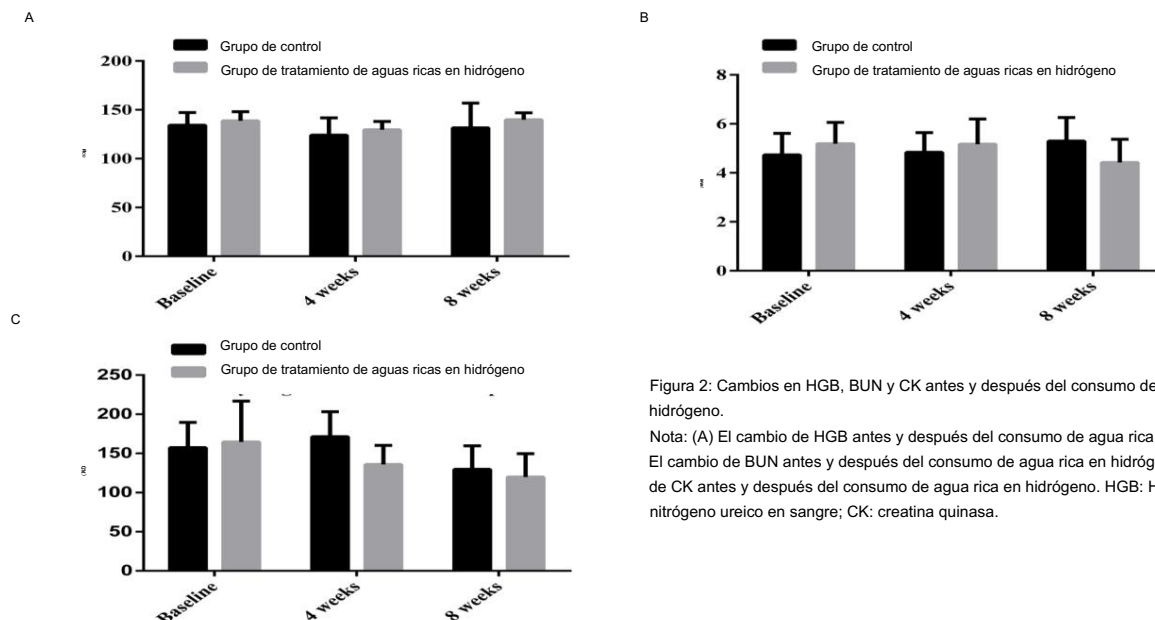 A
Grupo de control
Grupo de tratamiento de aguas ricas en hidrógeno
200
150
100
50
0
Baseline
4 weeks
8 weeks
B
Grupo de control
Grupo de tratamiento de aguas ricas en hidrógeno
8
6
4
2
0
Baseline
4 weeks
8 weeks
C
Grupo de control
Grupo de tratamiento de aguas ricas en hidrógeno
250
200
150
100
50
0
Baseline
4 weeks
8 weeks
Figura 2: Cambios en HGB, BUN y CK antes y después del consumo de
hidrógeno.
Nota: (A) El cambio de HGB antes y después del consumo de agua rica
El cambio de BUN antes y después del consumo de agua rica en hidróg
de CK antes y después del consumo de agua rica en hidrógeno. HGB: H
nitrógeno ureico en sangre; CK: creatina quinasa.